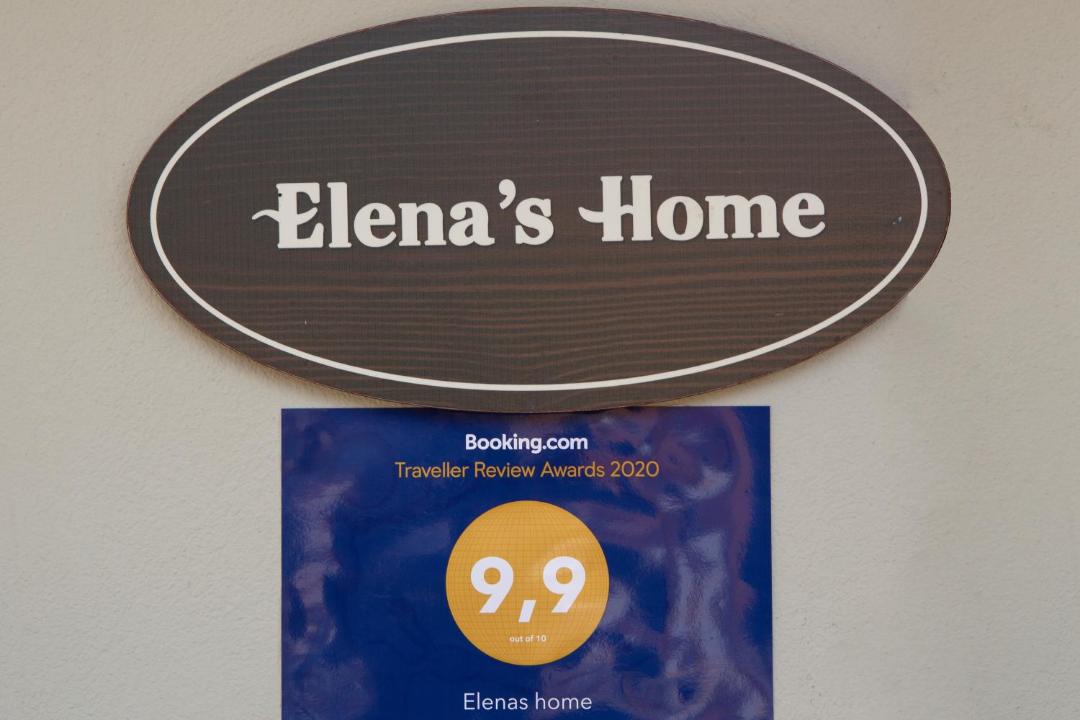 Elena's Home
Booking.com
Traveller Review Awards 2020
9,9
out of 10
Elenas home